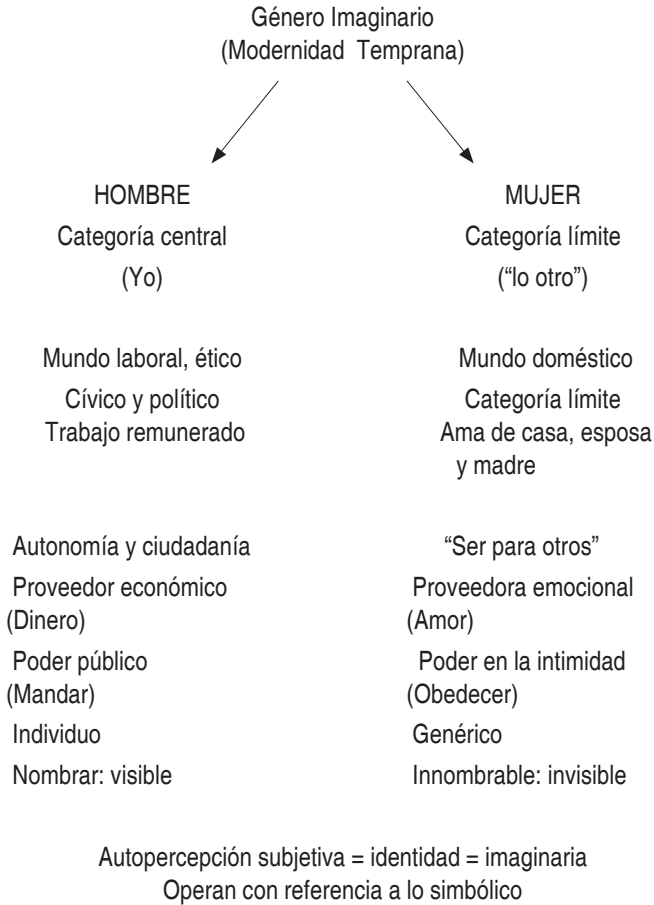 Género Imaginario
(Modernidad Temprana)
HOMBRE
Categoría central
(Yo)
Mundo laboral, ético
Cívico y político
Trabajo remunerado
Autonomía y ciudadanía
Proveedor económico
(Dinero)
Poder público
(Mandar)
Individuo
Nombrar: visible
MUJER
Categoría límite
(“lo otro”)
Mundo doméstico
Categoría límite
Ama de casa, esposa
y madre
“Ser para otros”
Proveedora emocional
(Amor)
Poder en la intimidad
(Obedecer)
Genérico
Innombrable: invisible
Autopercepción subjetiva = identidad = imaginaria
Operan con referencia a lo simbólico